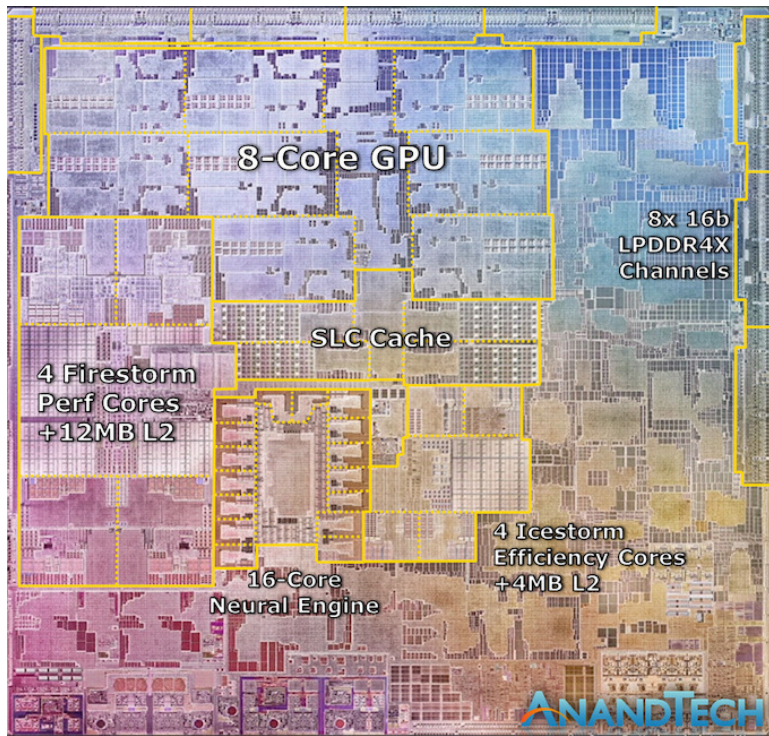 8-Core GPU
8x 16b
LPDDR4X
Channels
SLC Cache
4 Firestorm
Perf Cores
+12MB L2
4 Icestorm
Efficiency Cores
+4MB L2
16-Core
Neural Engine
ANANDTECH